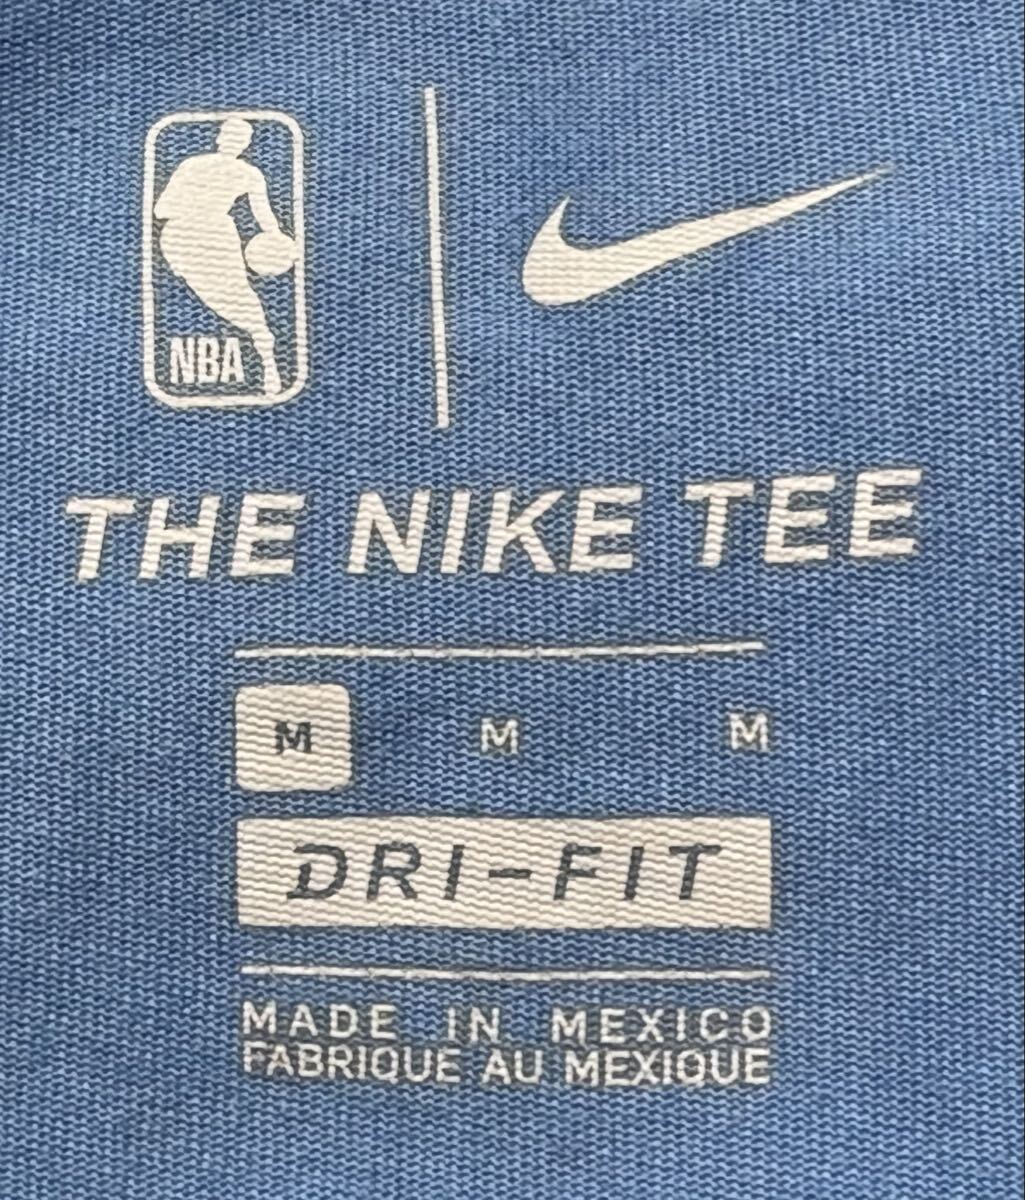 NBA
THE NIKE TEE
M M M
DRI-FIT
MADE IN MEXICO
FABRIQUE AU MEXIQUE